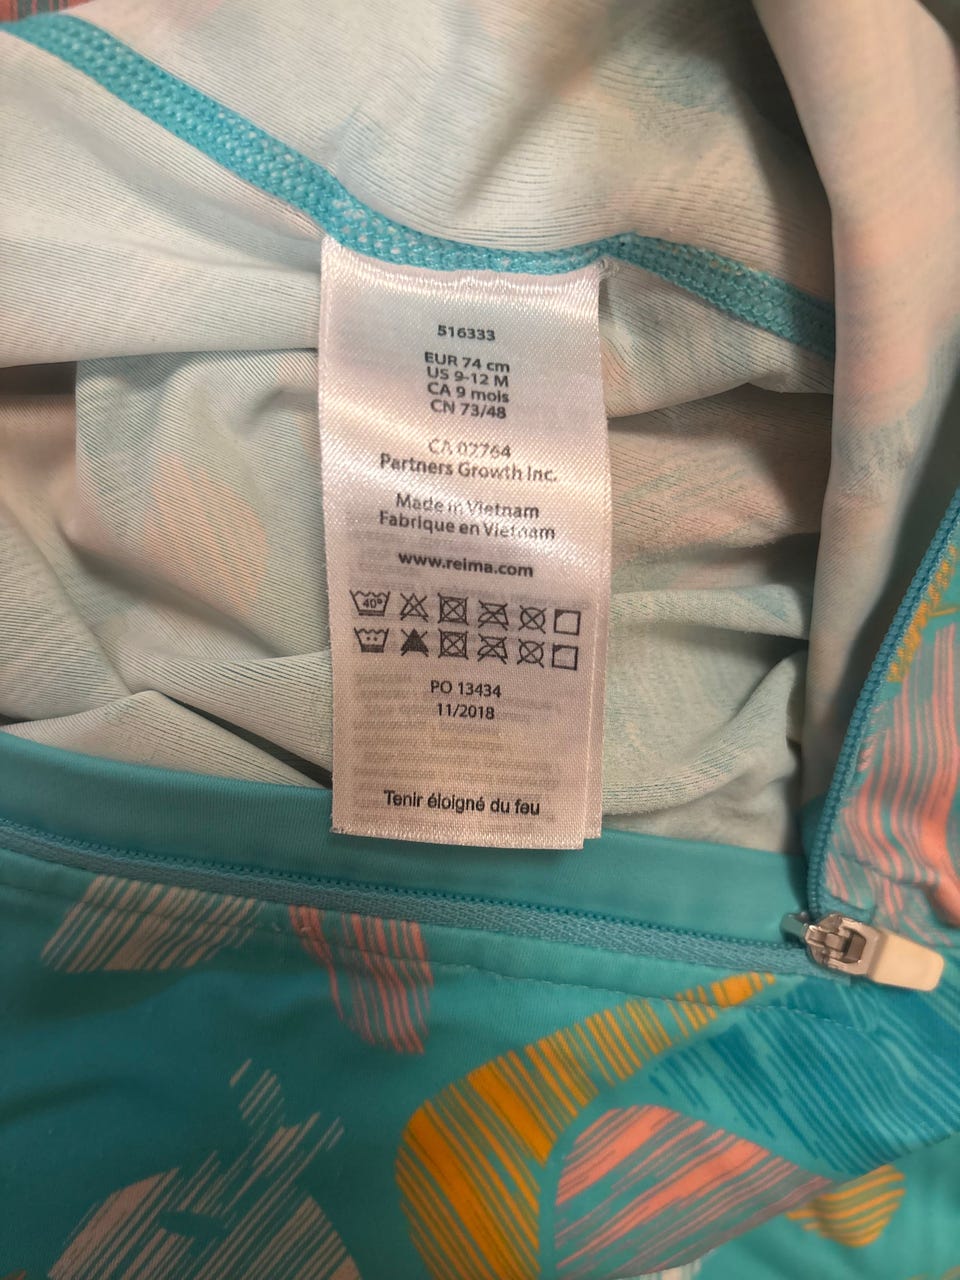 516333
EUR 74 cm
US 9-12 M
CA 9 mois
CN 73/48
CA 02764
Partners Growth Inc.
Made in Vietnam
Fabrique en Vietnam
www.reima.com
40°
PO 13434
11/2018
Tenir éloigné du feu